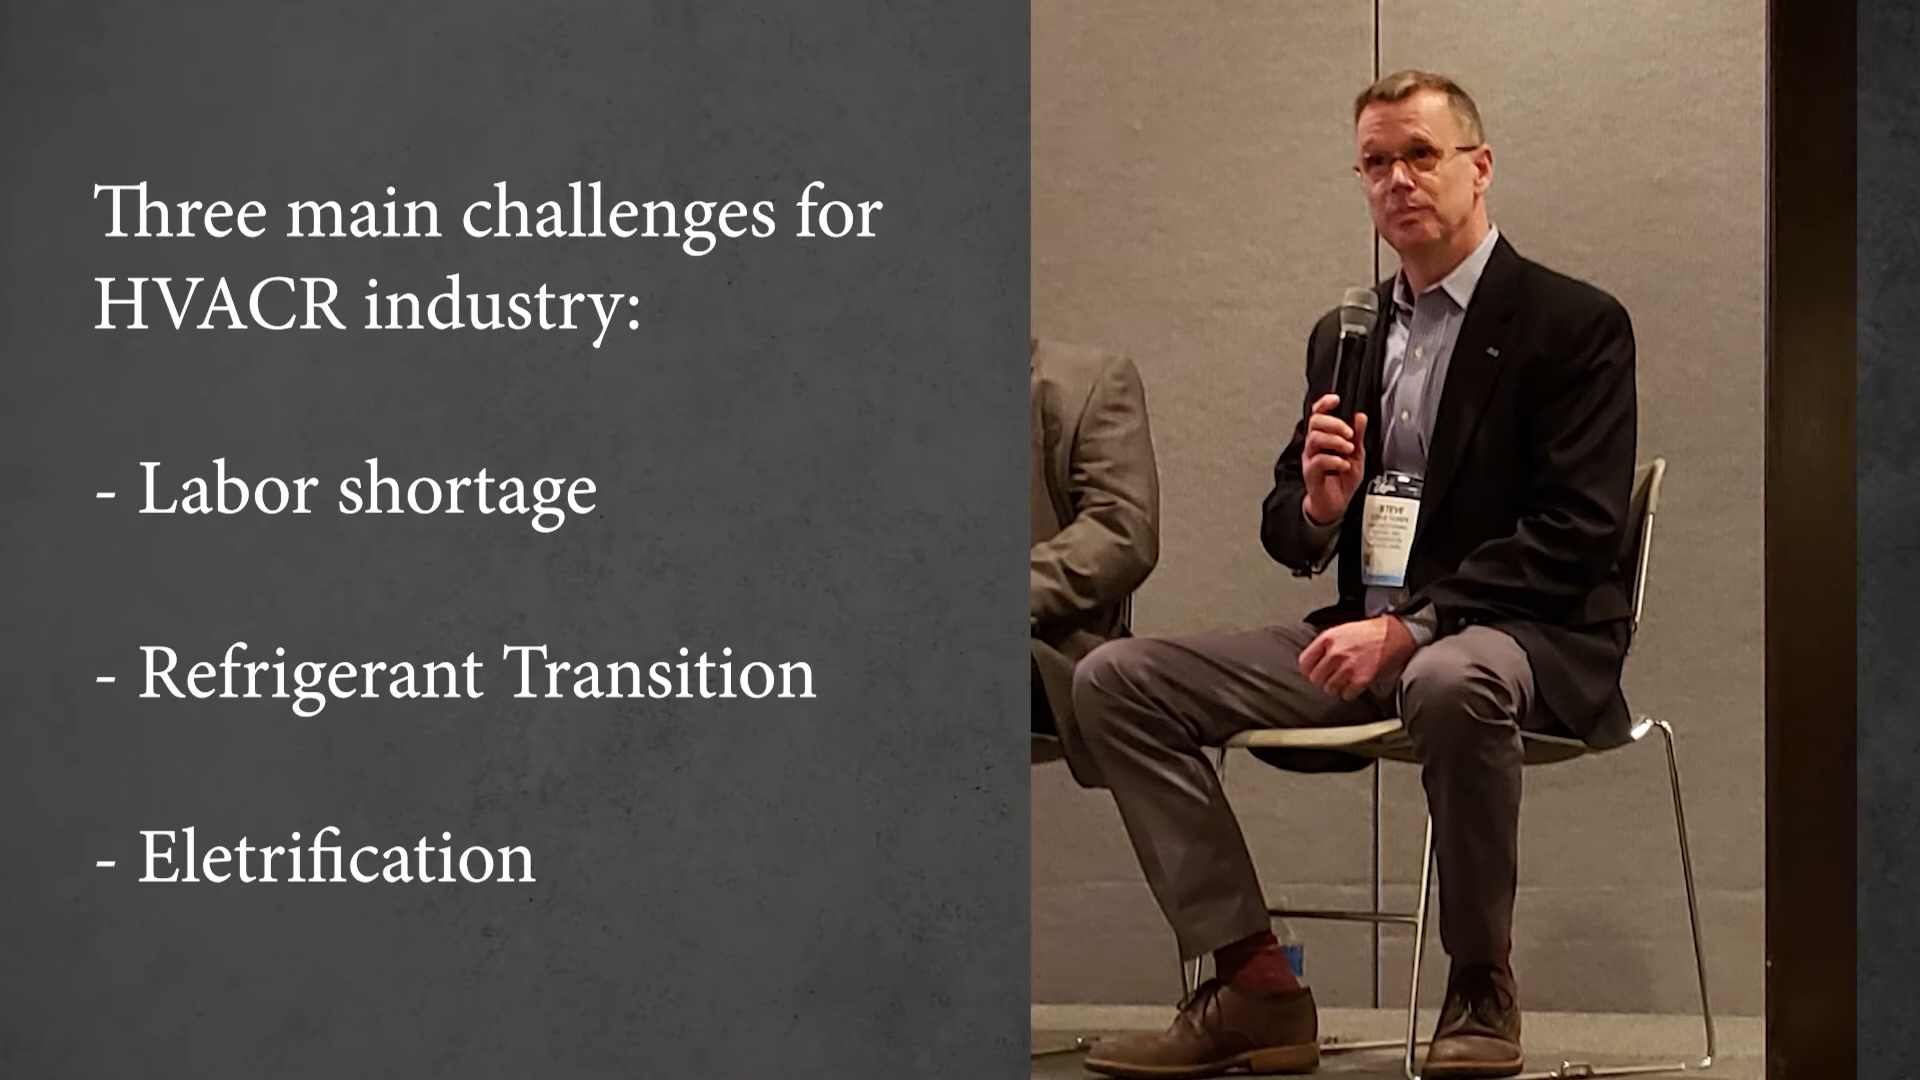 Three main challenges for
HVACR industry:
- Labor shortage
- Refrigerant Transition
- Eletrification
STEVE